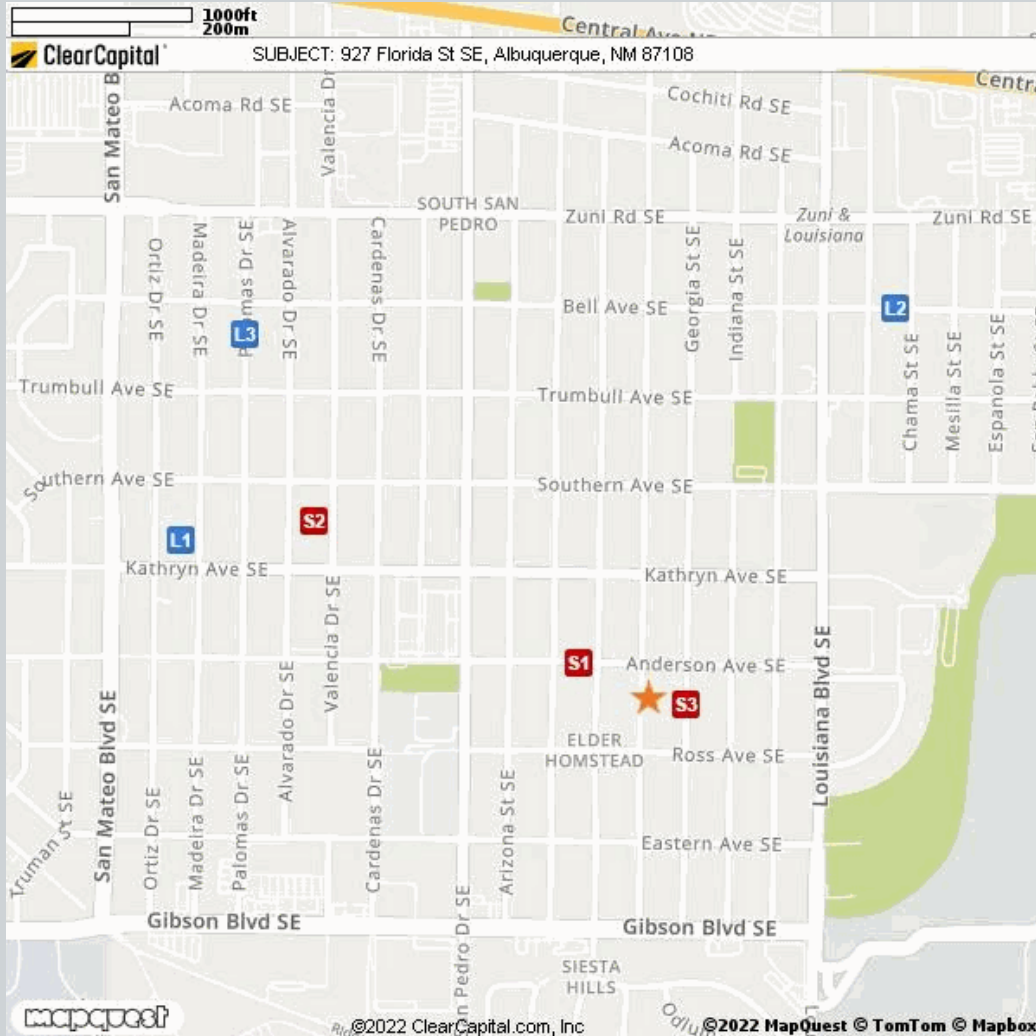 1000ft
200m
Central Ave NE
ClearCapital
SUBJECT: 927 Florida St SE, Albuquerque, NM 87108
Acoma Rd SE
San Mateo B
Valencia Dr
Cochiti Rd SE
Centr
Acoma Rd SE
SOUTH SAN
PEDRO
Zuni Rd SE
Zuni &
Louisiana
Zuni Rd SE
Ortiz Dr SE
Madeira Dr SE
Palomas Dr SE
Alvarado Dr SE
Cardenas Dr SE
Georgia St SE
Indiana St SE
Bell Ave SE
L2
L3
Chama St SE
Mesilla St SE
Espanola St SE
Trumbull Ave SE
Trumbull Ave SE
Southern Ave SE
Southern Ave SE
So
S2
L1
Kathryn Ave SE
Kathryn Ave SE
Valencia Dr SE
Louisiana Blvd SE
S1
Anderson Ave SE
S3
Alvarado Dr SE
San Mateo Blvd SE
ELDER
HOMSTEAD
Ross Ave SE
Truman St SE
Ortiz Dr SE
Madeira Dr SE
Palomas Dr SE
Cardenas Dr SE
Arizona St SE
Eastern Ave SE
Gibson Blvd SE
Gibson Blvd SE
n Pedro Dr SE
SIESTA
HILLS
mapquest
©2022 ClearCapital.com, Inc
©2022 MapQuest © TomTom © Mapbox